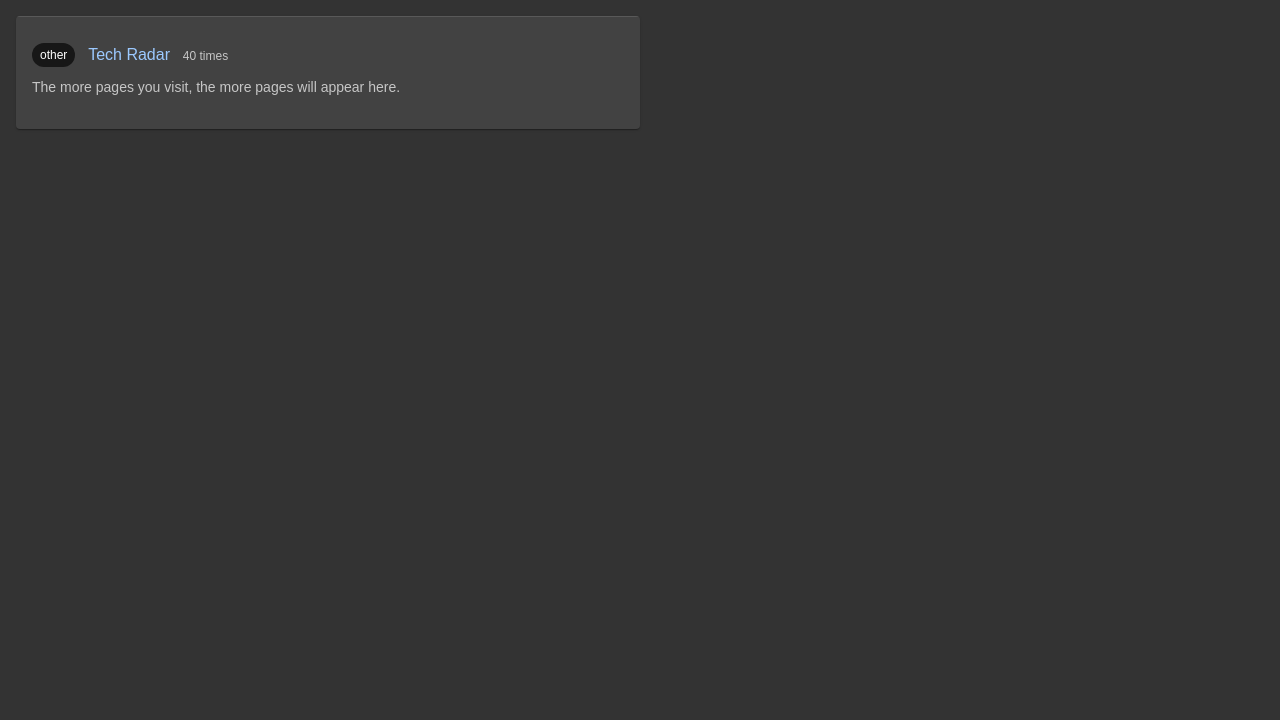 other Tech Radar 40 times
The more pages you visit, the more pages will appear here.